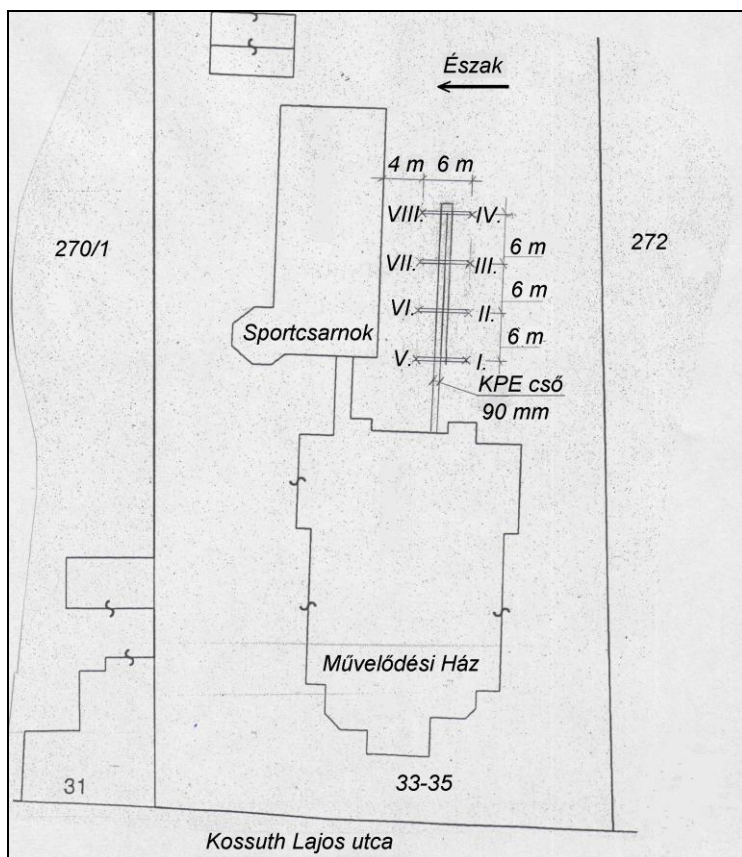 Észak
4 m 6 m
VIII IV.
6 m
270/1
VII. III.
272
6 m
VI. II.
Sportcsarnok
6 m
V. I.
KPE cső
90 mm
Művelődési Ház
31
33-35
Kossuth Lajos utca